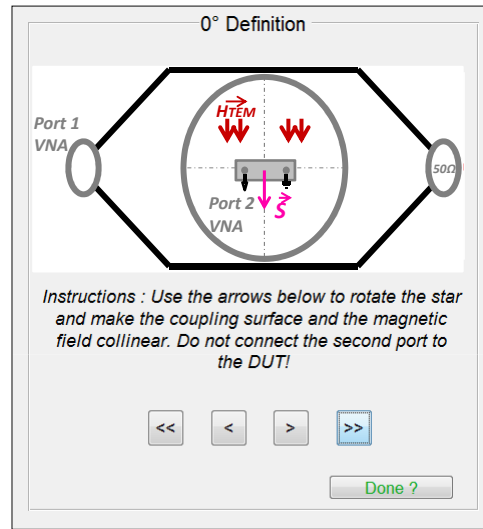 0° Definition
HTEM
Port 1
VNA
50Ω
Port 2
VNA
S
Instructions : Use the arrows below to rotate the star
and make the coupling surface and the magnetic
field collinear. Do not connect the second port to
the DUT!
<< < > >>
Done ?